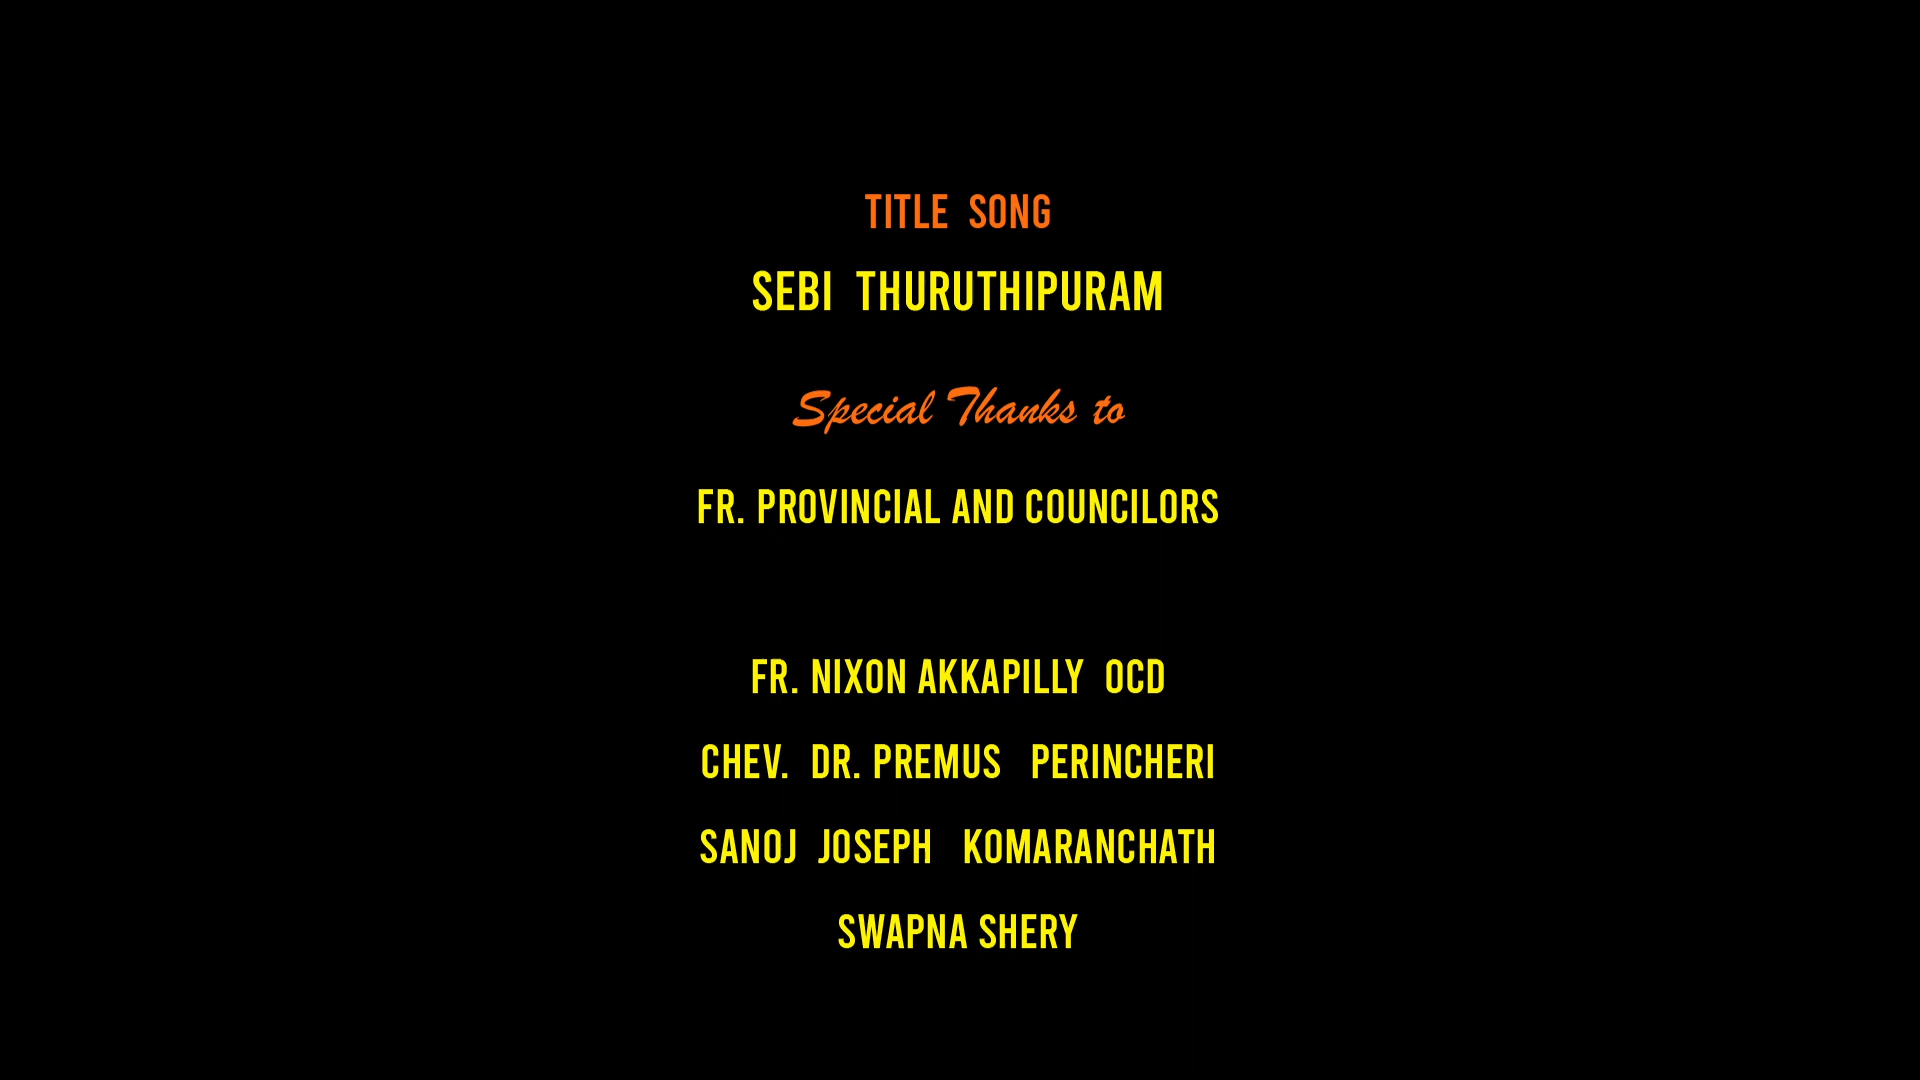 TITLE SONG
SEBI THURUTHIPURAM
Special Thanks to
FR. PROVINCIAL AND COUNCILORS
FR. NIXON AKKAPILLY OCD
CHEV. DR. PREMUS PERINCHERI
SANOJ JOSEPH KOMARANCHATH
SWAPNA SHERY